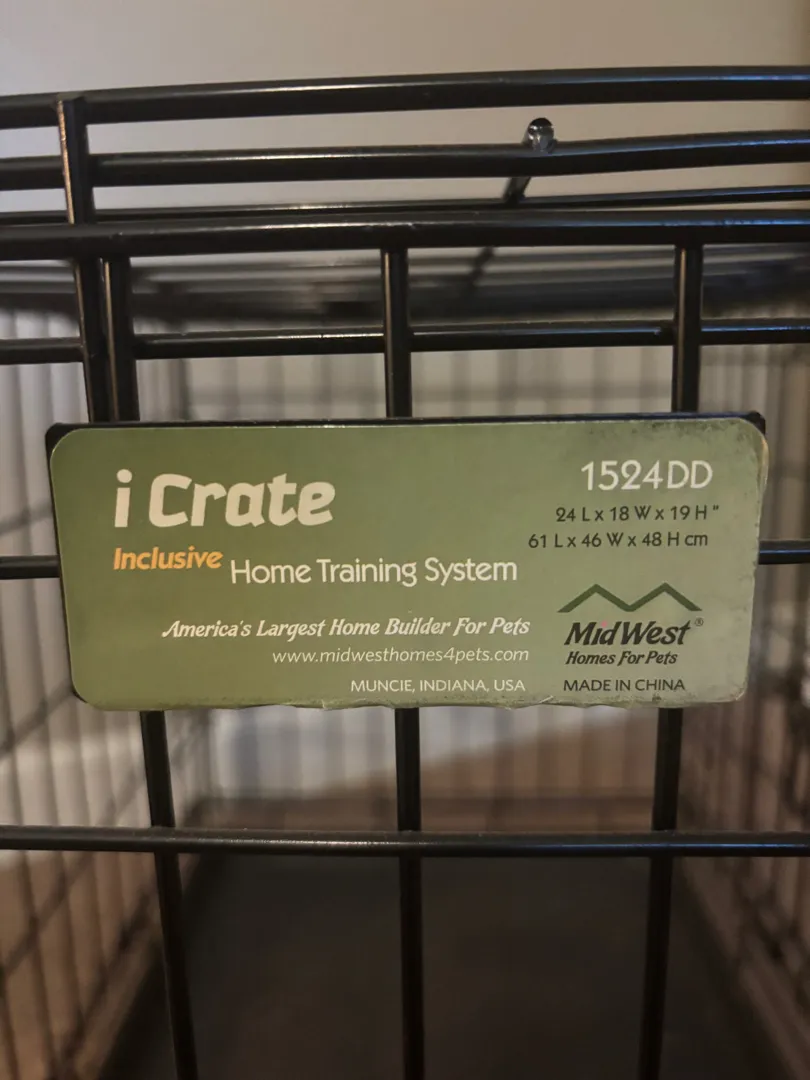 i Crate
Inclusive Home Training System
1524DD
24 L x 18 W x 19 H "
61 L x 46 W x 48 H cm
America's Largest Home Builder For Pets
www.midwesthomes4pets.com
MUNCIE, INDIANA, USA
MidWest®
Homes For Pets
MADE IN CHINA